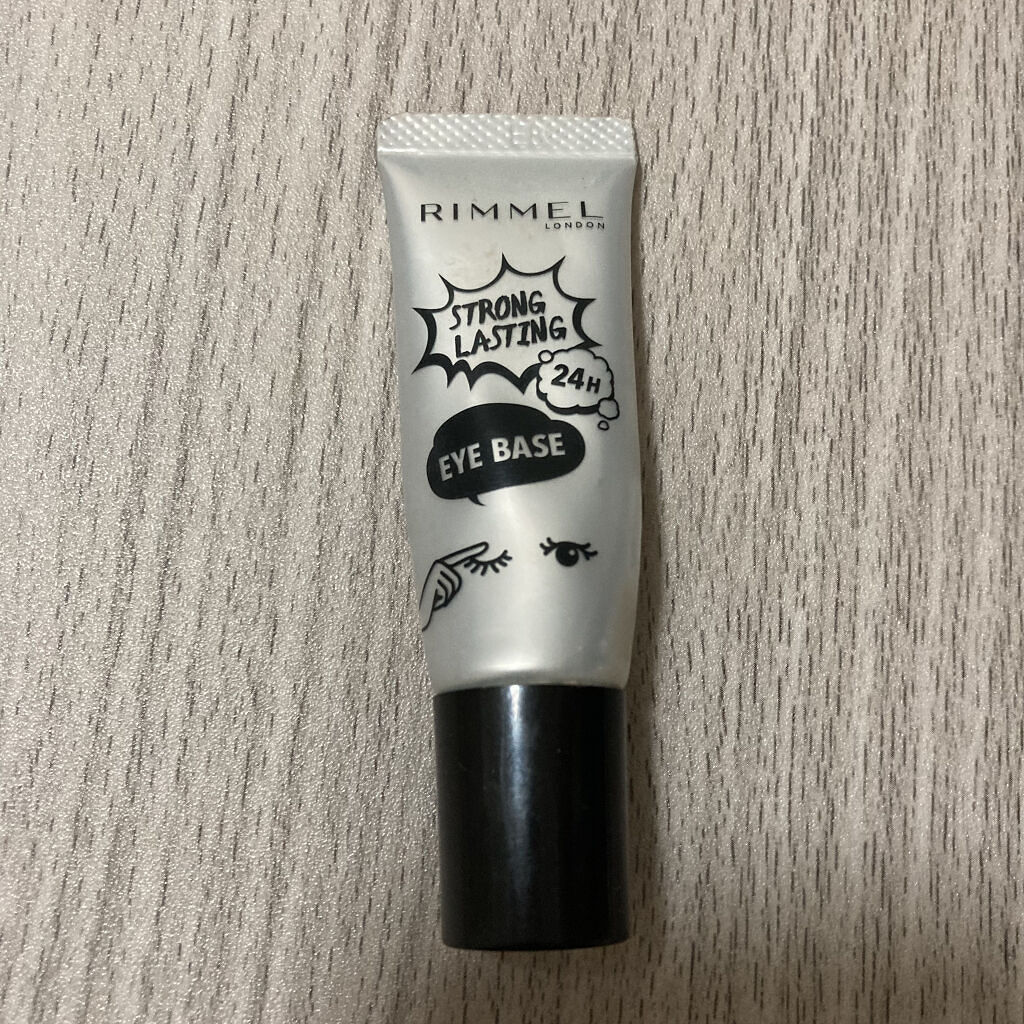 RIMMEL
LONDON
STRONG
LASTING
24H
EYE BASE